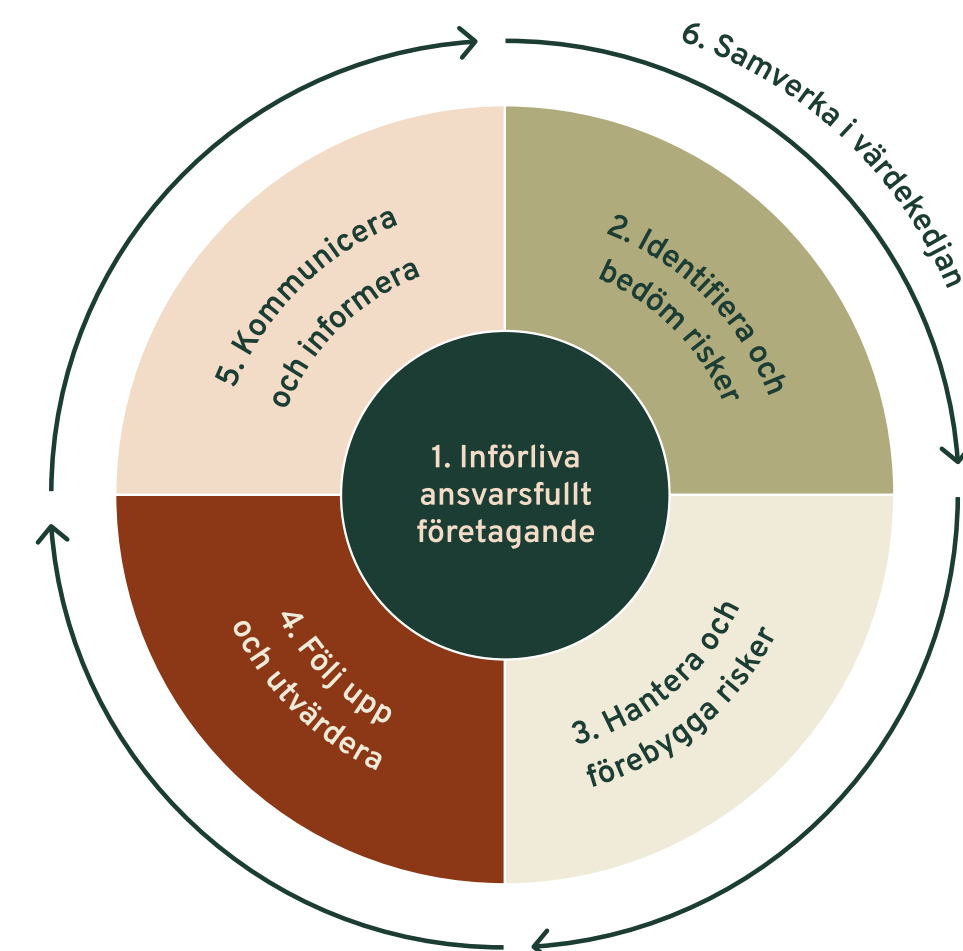 1. Införliva
ansvarsfullt
företagande
2. Identifiera och
bedöm risker
3. Hantera och
förebygga risker
4. Följ upp
och utvärdera
5. Kommunicera
och informera
6. Samverka i värdekedjan